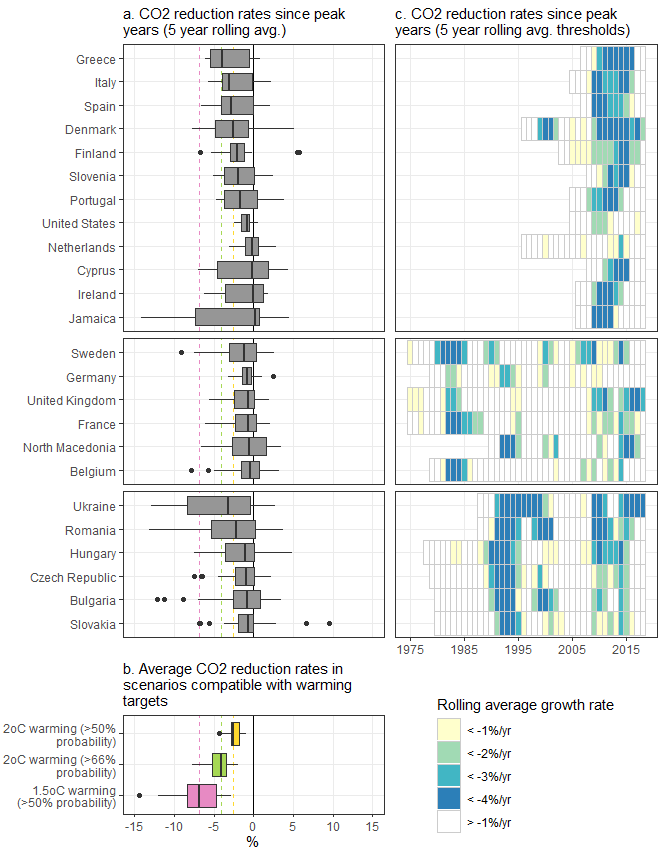 a. CO2 reduction rates since peak
years (5 year rolling avg.)
Greece
Italy
Spain
Denmark
Finland
Slovenia
Portugal
United States
Netherlands
Cyprus
Ireland
Jamaica
Sweden
Germany
United Kingdom
France
North Macedonia
Belgium
Ukraine
Romania
Hungary
Czech Republic
Bulgaria
Slovakia
c. CO2 reduction rates since peak
years (5 year rolling avg. thresholds)
1975 1985 1995 2005 2015
b. Average CO2 reduction rates in
scenarios compatible with warming
targets
2oC warming (>50%
probability)
2oC warming (>66%
probability)
1.5oC warming
(>50% probability)
-15 -10 -5 0 5 10 15
%
Rolling average growth rate
< -1%/yr
< -2%/yr
< -3%/yr
< -4%/yr
> -1%/yr